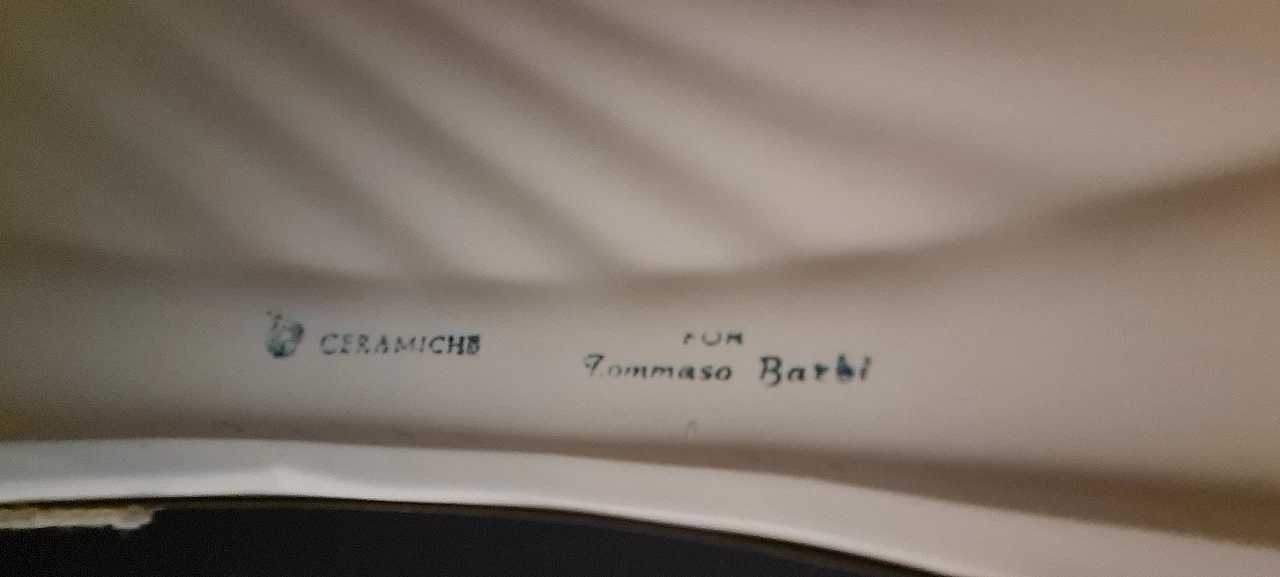 B CERAMICHE
FOR
Tommaso Barbi